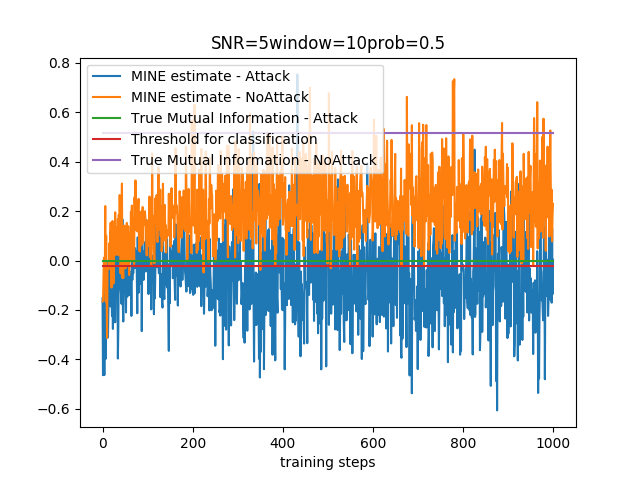 SNR=5window=10prob=0.5
MINE estimate - Attack
MINE estimate - NoAttack
True Mutual Information - Attack
Threshold for classification
True Mutual Information - NoAttack
0.8
0.6
0.4
0.2
0.0
−0.2
−0.4
−0.6
0 200 400 600 800 1000
training steps